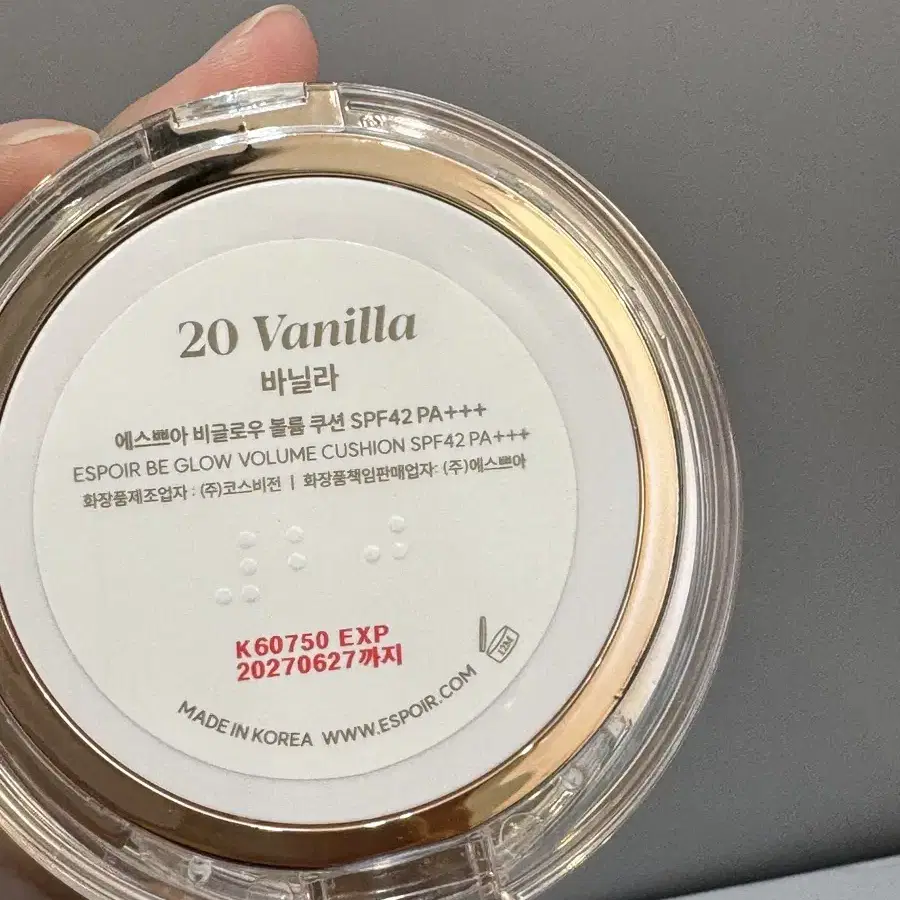 20 Vanilla
바닐라
에스쁘아 비글로우 볼륨 쿠션 SPF42 PA+++
ESPOIR BE GLOW VOLUME CUSHION SPF42 PA+++
화장품제조업자 : (주)코스비전 | 화장품책임판매업자: (주)에스쁘아
K60750 EXP
20270627까지
12M
MADE IN KOREA WWW.ESPOIR.COM